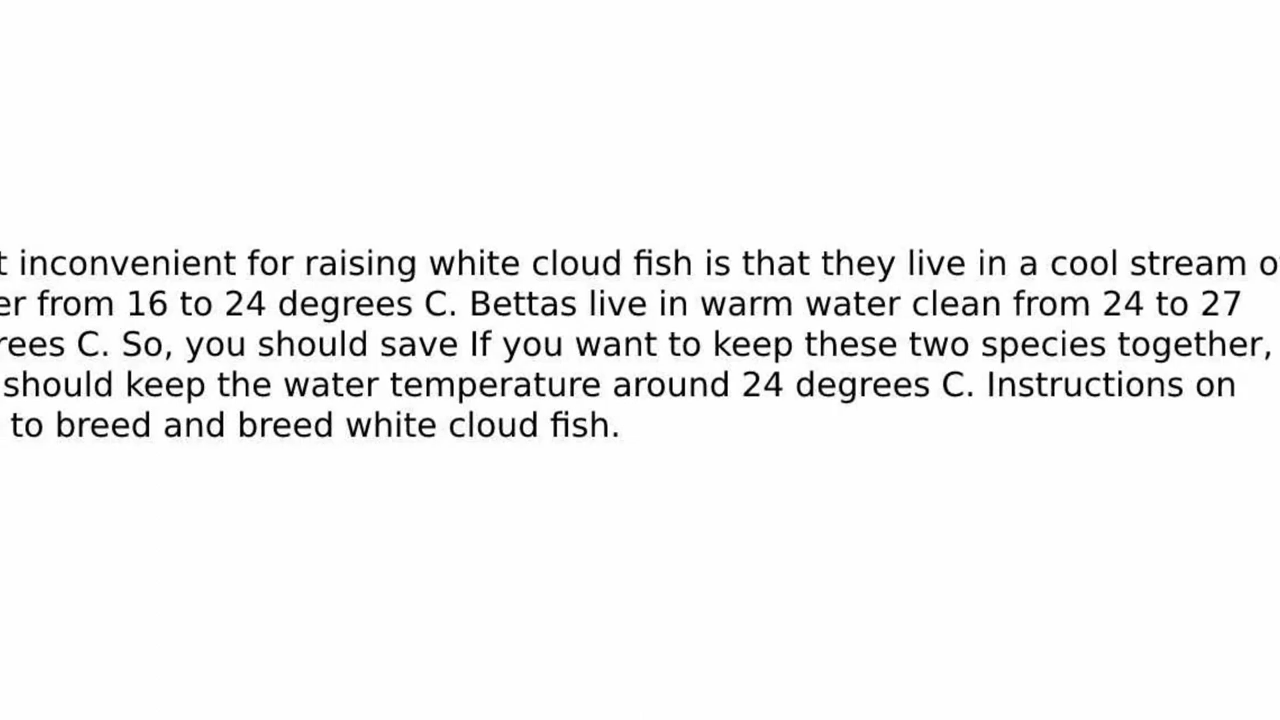 t inconvenient for raising white cloud fish is that they live in a cool stream o
er from 16 to 24 degrees C. Bettas live in warm water clean from 24 to 27
rees C. So, you should save If you want to keep these two species together,
should keep the water temperature around 24 degrees C. Instructions on
to breed and breed white cloud fish.